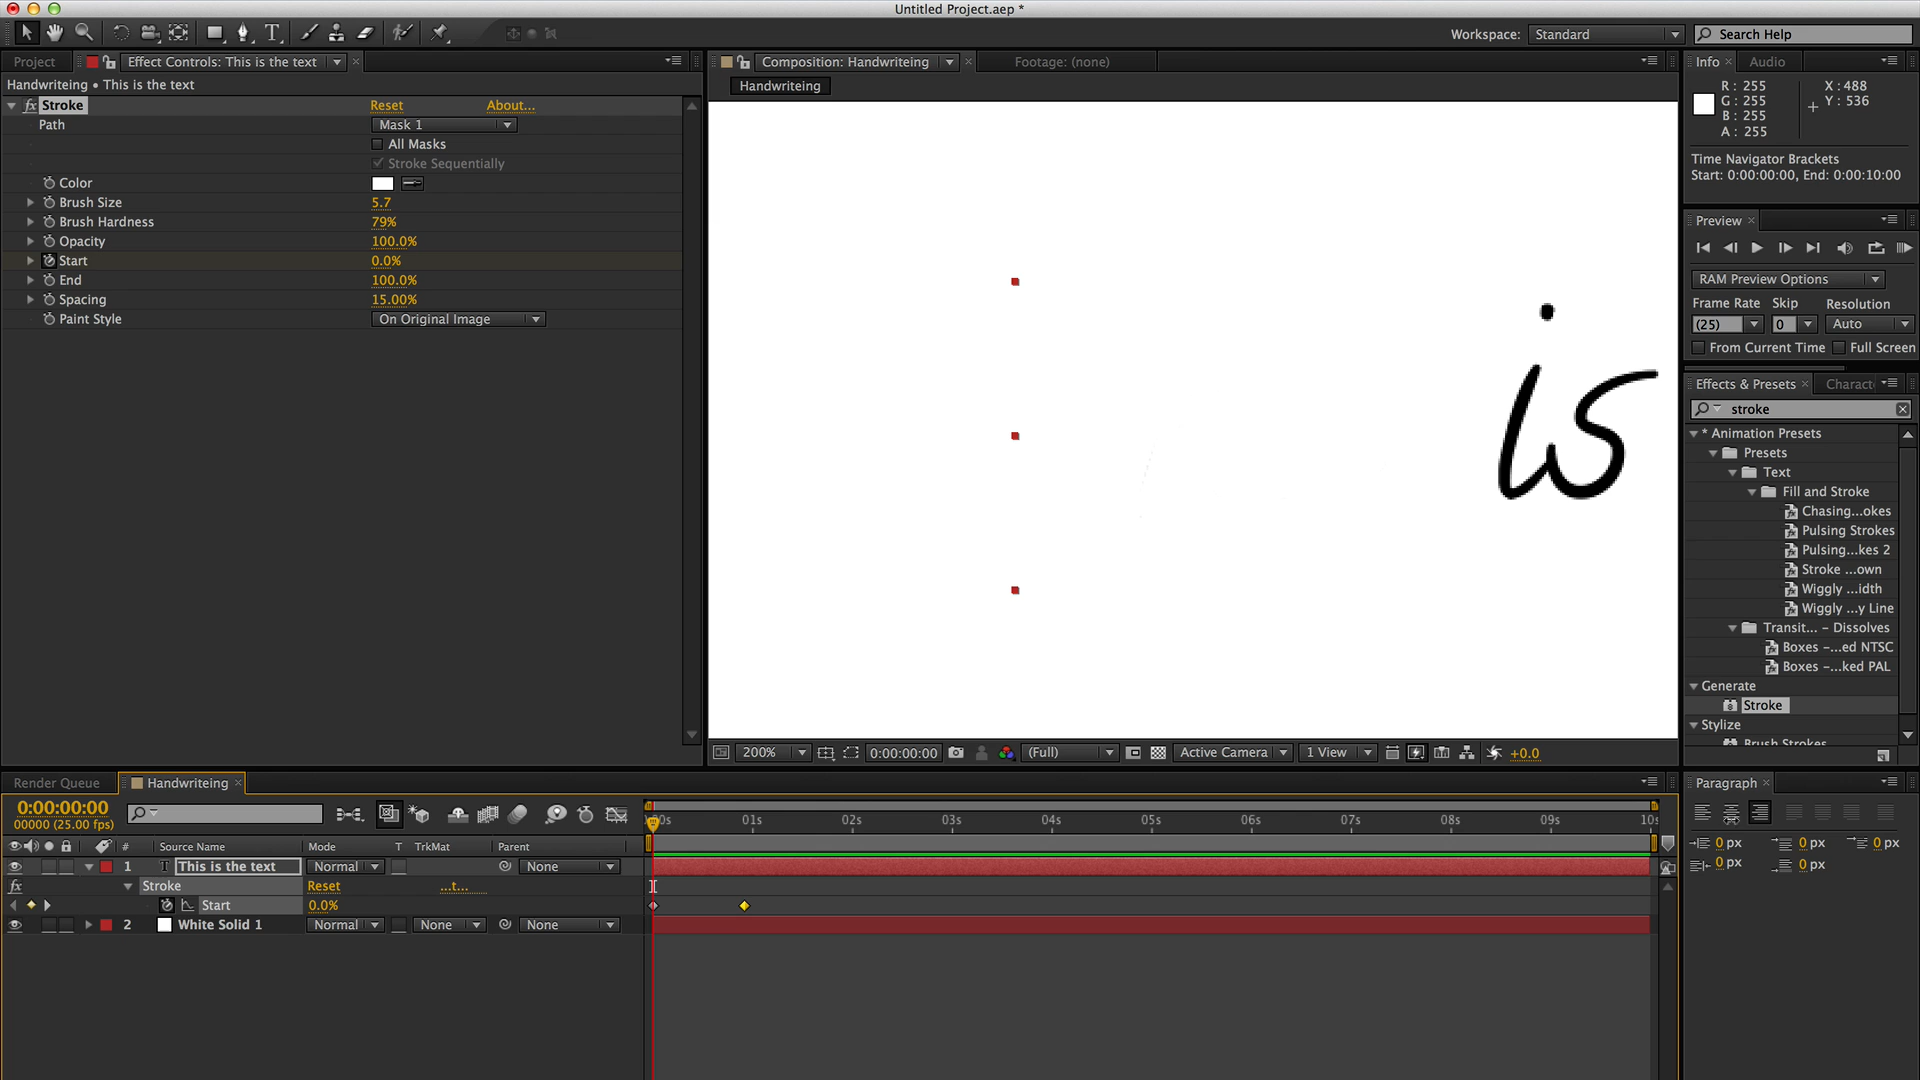 Untitled Project.aep *
Workspace: Standard
Search Help
Project
Effect Controls: This is the text
Handwriteing • This is the text
fx Stroke Reset About...
Path Mask 1
All Masks
Stroke Sequentially
Color
Brush Size 5.7
Brush Hardness 79%
Opacity 100.0%
Start 0.0%
End 100.0%
Spacing 15.00%
Paint Style On Original Image
Composition: Handwriteing
Footage: (none)
Handwriteing
is
200% 0:00:00:00 (Full) Active Camera 1 View +0.0
Info Audio
R: 255 X: 488
G: 255 Y: 536
B: 255
A: 255
Time Navigator Brackets
Start: 0:00:00:00, End: 0:00:10:00
Preview
RAM Preview Options
Frame Rate Skip Resolution
(25) 0 Auto
From Current Time Full Screen
Effects & Presets Charact
stroke
* Animation Presets
Presets
Text
Fill and Stroke
Chasing...okes
Pulsing Strokes
Pulsing...kes 2
Stroke ...own
Wiggly ...idth
Wiggly ...y Line
Transit... – Dissolves
Boxes –...ed NTSC
Boxes –...ked PAL
Generate
Stroke
Stylize
Brush Strokes
Render Queue Handwriteing
0:00:00:00
00000 (25.00 fps)
01s 02s 03s 04s 05s 06s 07s 08s 09s
# Source Name Mode T TrkMat Parent
1 T This is the text Normal None
fx Stroke Reset ...t...
Start 0.0%
2 White Solid 1 Normal None None
Paragraph
0 px 0 px 0 px
0 px 0 px